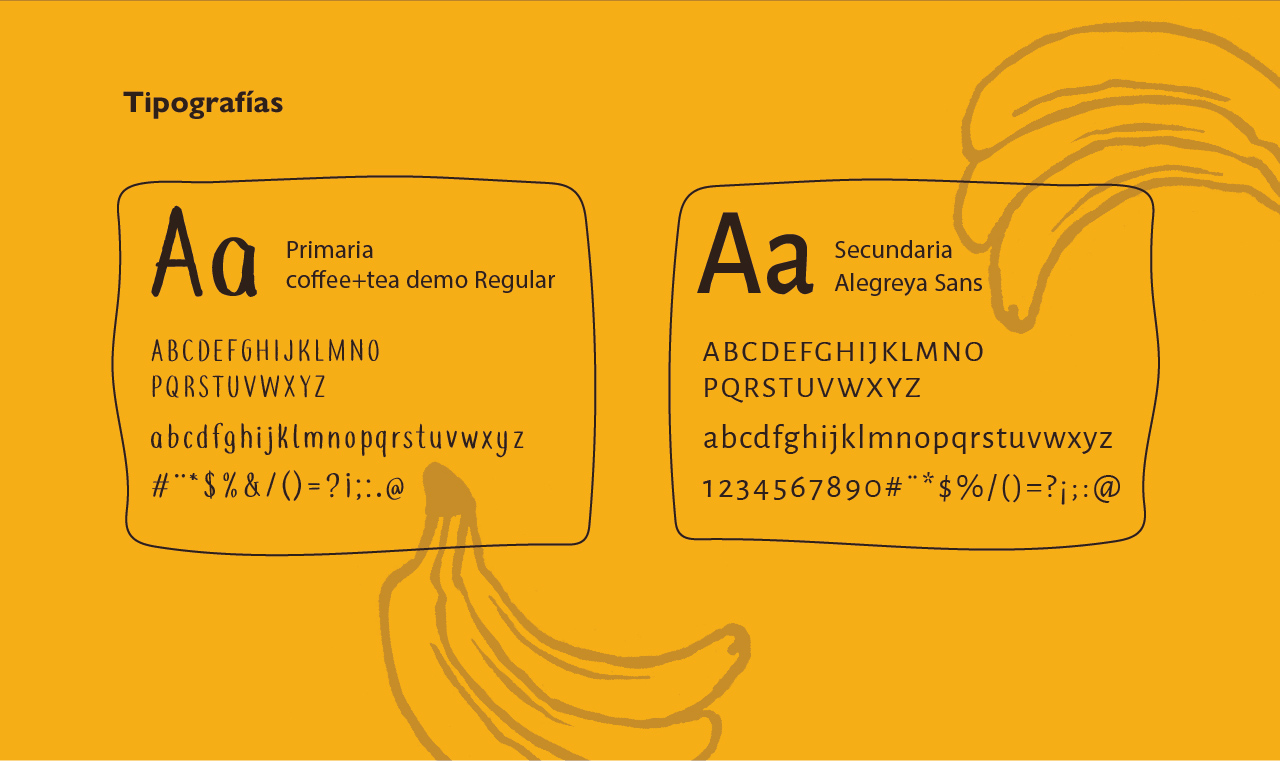 Tipografías
Aa
Primaria
coffee+tea demo Regular
ABCDEFGHIJKLMNO
PQRSTUVWXYZ
abcdfghijklmnopqrstuvwxyz
#¨*$%&/()=?¡;:.@
Aa
Secundaria
Alegreya Sans
ABCDEFGHIJKLMNO
PQRSTUVWXYZ
abcdfghijklmnopqrstuvwxyz
1234567890#¨*$%/()=?¡;:@